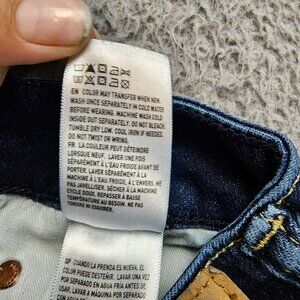 EN COLOR MAY TRANSFER WHEN NEW.
WASH ONCE SEPARATELY IN COLD WATER
BEFORE WEARING. MACHINE WASH COLD
INSIDE OUT SEPARATELY. DO NOT BLEACH.
TUMBLE DRY LOW. COOL IRON IF NEEDED.
DO NOT TWIST OR WRING.
FR LA COULEUR PEUT DÉTEINDRE
LORSQUE NEUF. LAVER UNE FOIS
SÉPARÉMENT À L'EAU FROIDE AVANT DE
PORTER. LAVER SÉPARÉMENT À LA
MACHINE À L'EAU FROIDE, À L'ENVERS. NE
PAS JAVELLISER. SÉCHER À LA MACHINE
CYCLE DOUX. REPASSER À BASSE
TEMPÉRATURE AU BESOIN. NE PAS TORDRE
NI ESSORER.
SP CUANDO LA PRENDA ES NUEVA, EL
COLOR PUEDE DESTEÑIR. LAVAR UNA VEZ
POR SEPARADO EN AGUA FRÍA ANTES DE
USAR. LAVAR A MÁQUINA POR SEPARADO